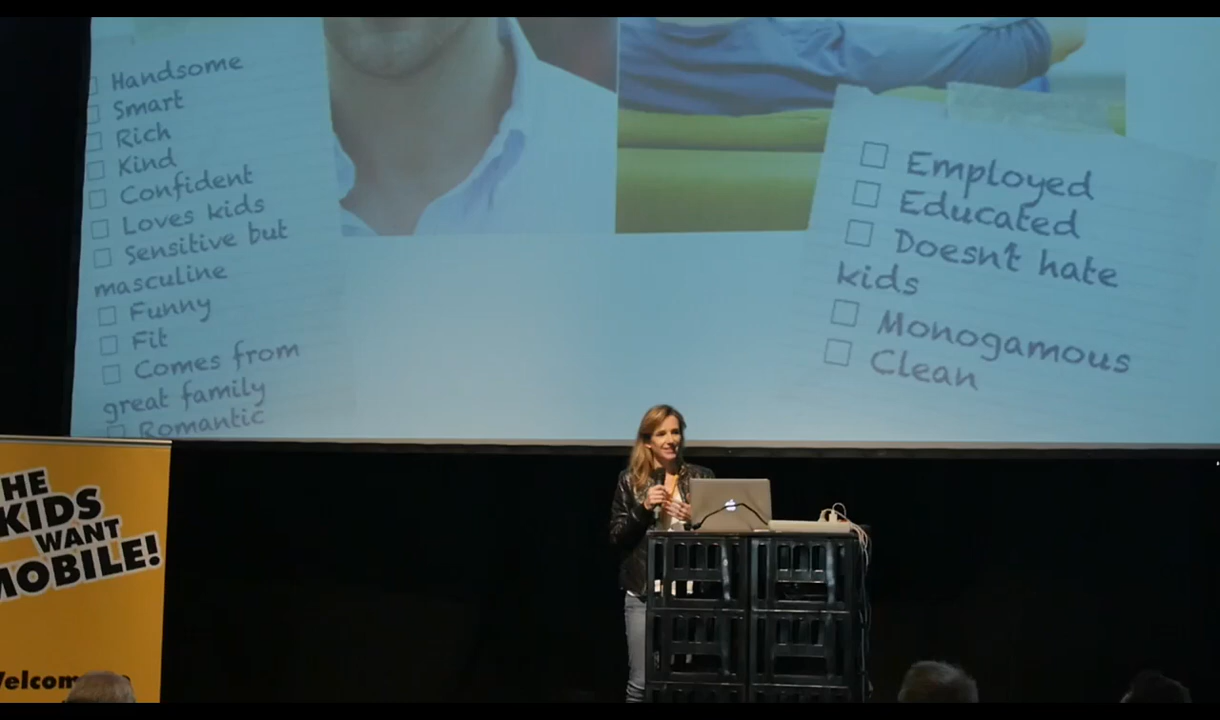 Handsome
Smart
Rich
Kind
Confident
Loves kids
Sensitive but
masculine
Funny
Fit
Comes from
great family
Romantic
Employed
Educated
Doesn't hate
kids
Monogamous
Clean
HE
KIDS
WANT
MOBILE!